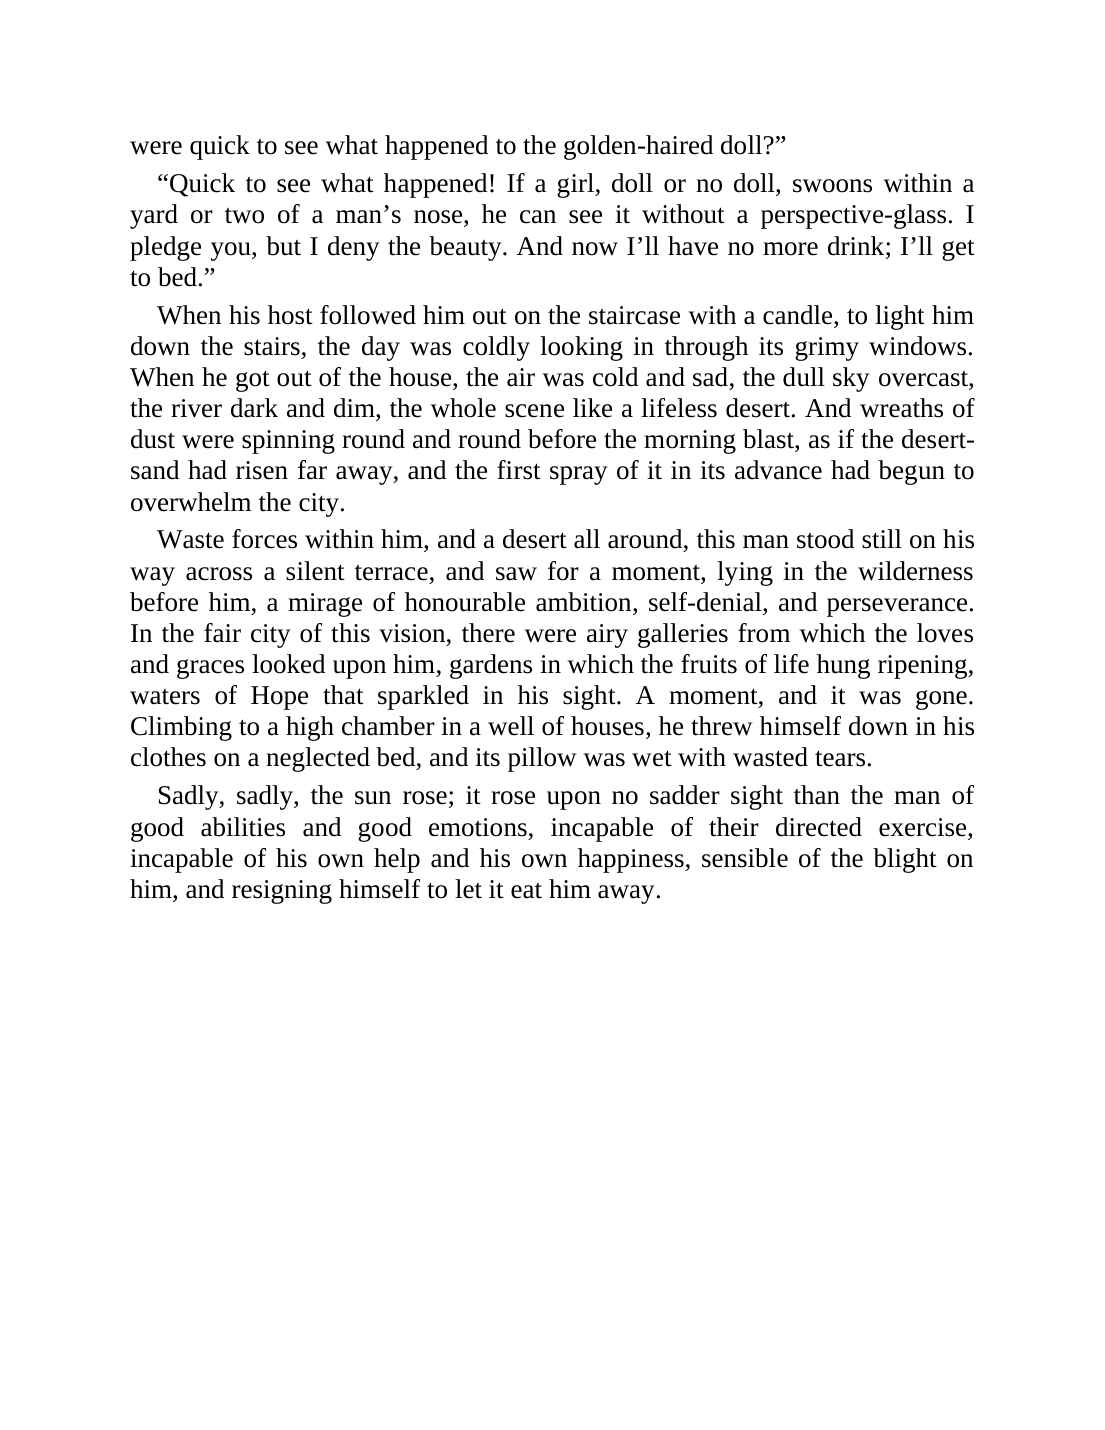 were quick to see what happened to the golden-haired doll?”
“Quick to see what happened! If a girl, doll or no doll, swoons within a
yard or two of a man’s nose, he can see it without a perspective-glass. I
pledge you, but I deny the beauty. And now I’ll have no more drink; I’ll get
to bed.”
When his host followed him out on the staircase with a candle, to light him
down the stairs, the day was coldly looking in through its grimy windows.
When he got out of the house, the air was cold and sad, the dull sky overcast,
the river dark and dim, the whole scene like a lifeless desert. And wreaths of
dust were spinning round and round before the morning blast, as if the desert-
sand had risen far away, and the first spray of it in its advance had begun to
overwhelm the city.
Waste forces within him, and a desert all around, this man stood still on his
way across a silent terrace, and saw for a moment, lying in the wilderness
before him, a mirage of honourable ambition, self-denial, and perseverance.
In the fair city of this vision, there were airy galleries from which the loves
and graces looked upon him, gardens in which the fruits of life hung ripening,
waters of Hope that sparkled in his sight. A moment, and it was gone.
Climbing to a high chamber in a well of houses, he threw himself down in his
clothes on a neglected bed, and its pillow was wet with wasted tears.
Sadly, sadly, the sun rose; it rose upon no sadder sight than the man of
good abilities and good emotions, incapable of their directed exercise,
incapable of his own help and his own happiness, sensible of the blight on
him, and resigning himself to let it eat him away.